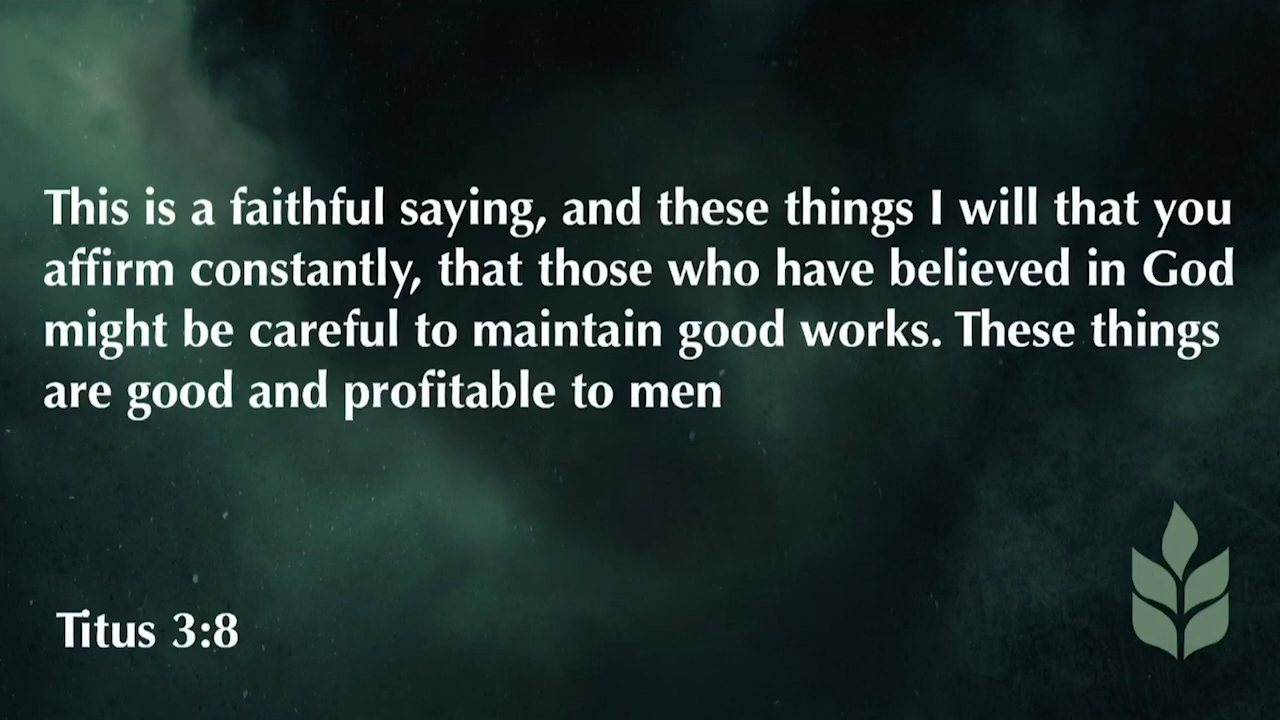 This is a faithful saying, and these things I will that you
affirm constantly, that those who have believed in God
might be careful to maintain good works. These things
are good and profitable to men
Titus 3:8